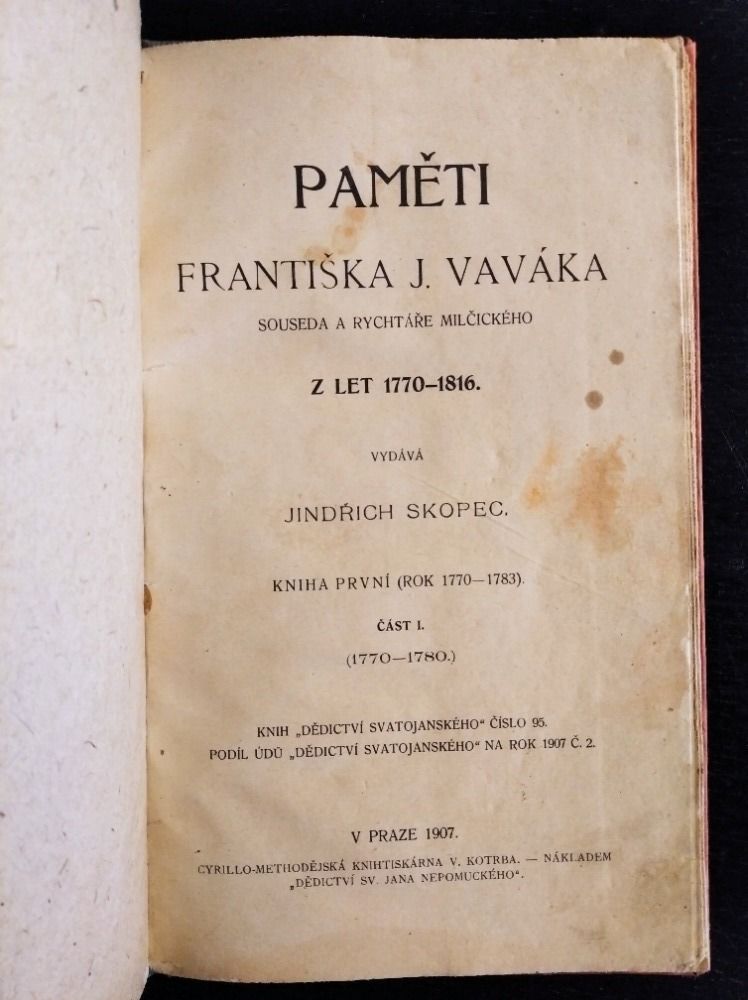 PAMĚTI
FRANTIŠKA J. VAVÁKA
SOUSEDA A RYCHTÁŘE MILČICKÉHO
Z LET 1770–1816.
VYDÁVÁ
JINDŘICH SKOPEC.
KNIHA PRVNÍ (ROK 1770—1783).
ČÁST I.
(1770—1780.)
KNIH „DĚDICTVÍ SVATOJANSKÉHO“ ČÍSLO 95.
PODÍL ÚDŮ „DĚDICTVÍ SVATOJANSKÉHO“ NA ROK 1907 Č. 2.
V PRAZE 1907.
CYRILLO-METHODĚJSKÁ KNIHTISKÁRNA V. KOTRBA. — NÁKLADEM
„DĚDICTVÍ SV. JANA NEPOMUCKÉHO“.